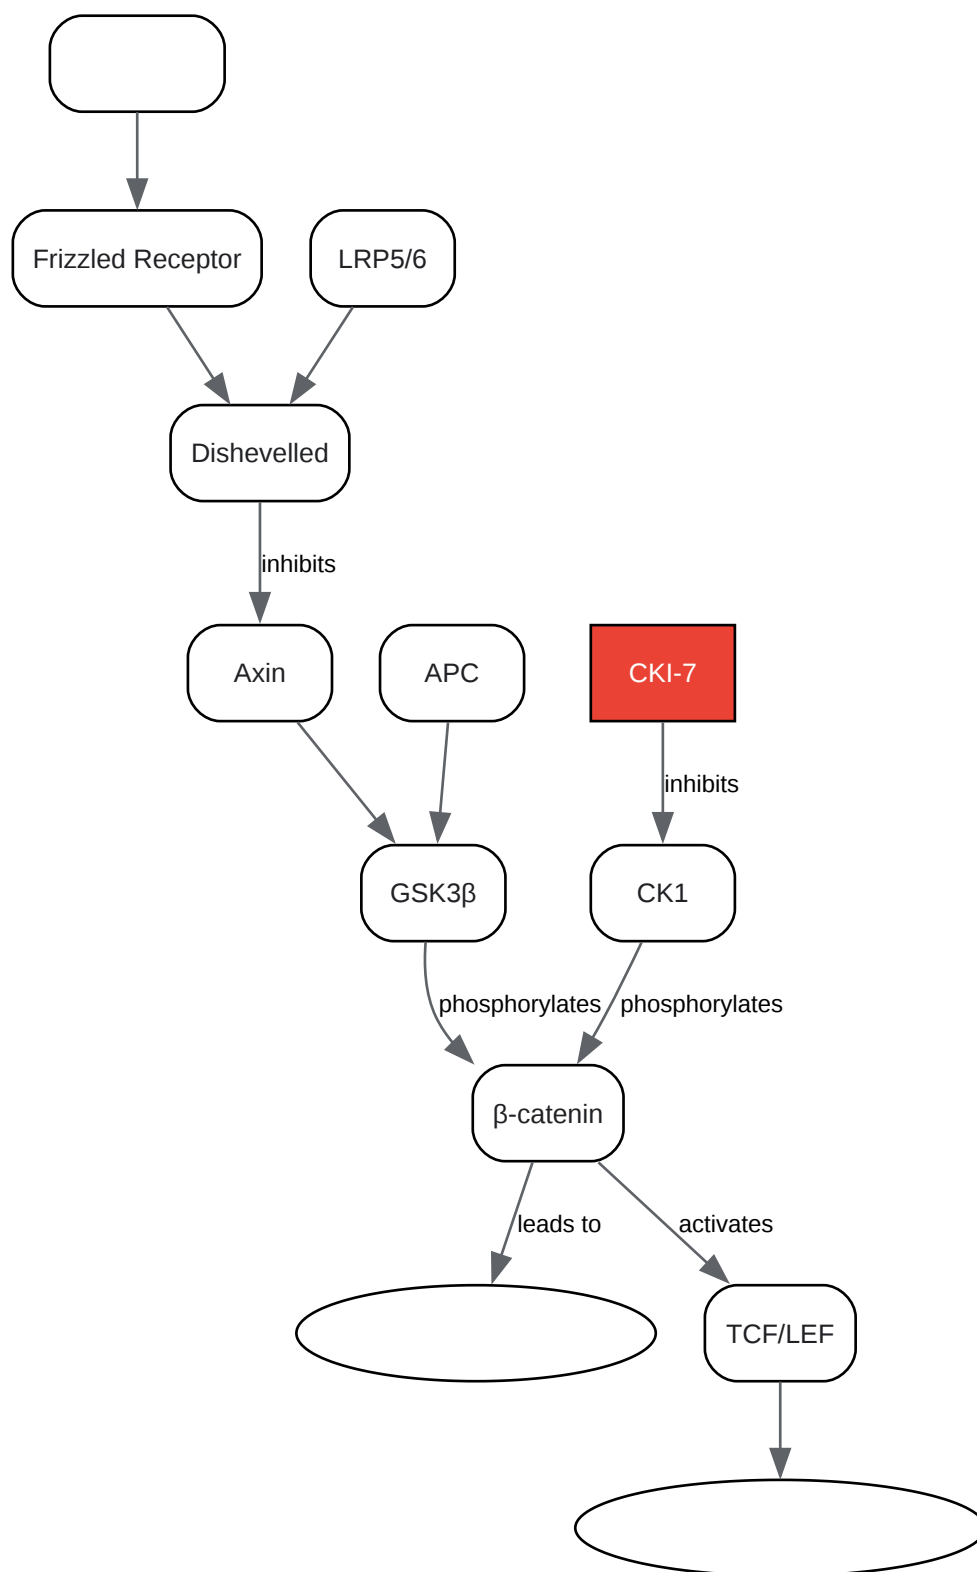 Frizzled Receptor
LRP5/6
Dishevelled
inhibits
Axin
APC
CKI-7
inhibits
GSK3β
CK1
phosphorylates
phosphorylates
β-catenin
leads to
activates
TCF/LEF